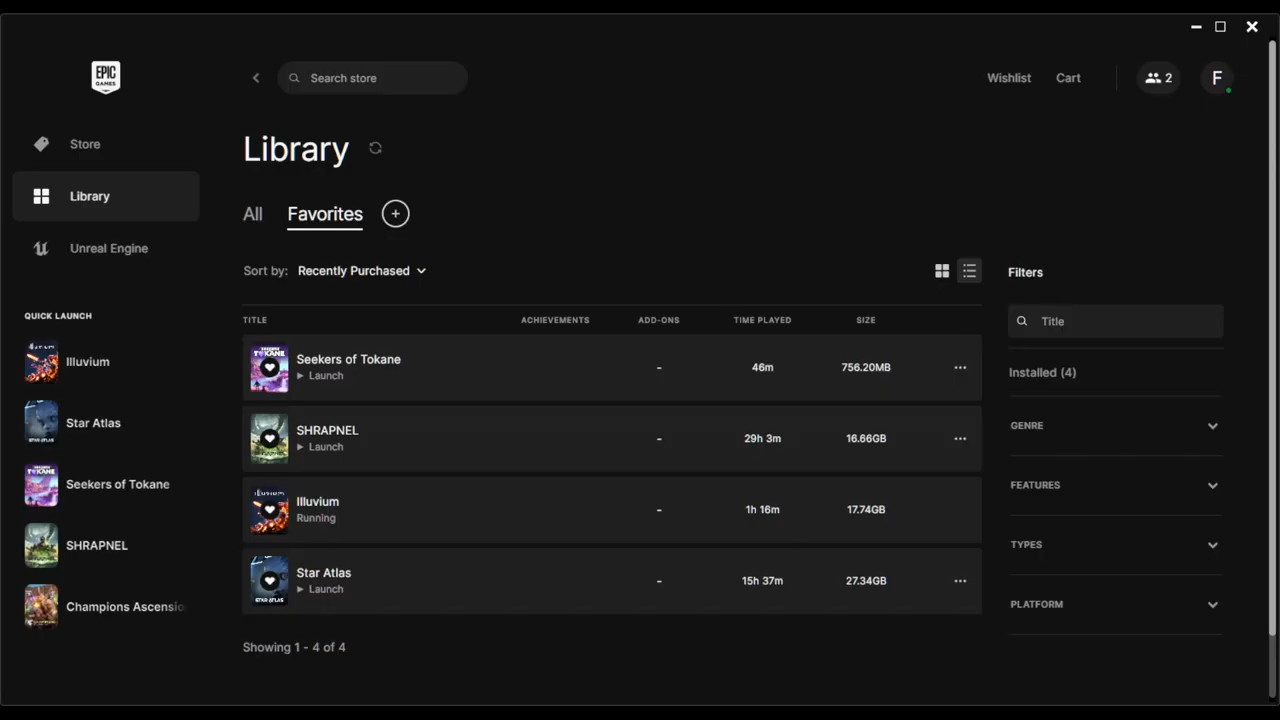 EPIC
GAMES
Search store
Wishlist
Cart
2
F
Store
Library
Unreal Engine
QUICK LAUNCH
Illuvium
Star Atlas
Seekers of Tokane
SHRAPNEL
Champions Ascensio
Library
All
Favorites
+
Sort by: Recently Purchased
TITLE ACHIEVEMENTS ADD-ONS TIME PLAYED SIZE
Seekers of Tokane
Launch
- 46m 756.20MB ...
SHRAPNEL
Launch
- 29h 3m 16.66GB ...
Illuvium
Running
- 1h 16m 17.74GB
Star Atlas
Launch
- 15h 37m 27.34GB ...
STAR ATLAS
Showing 1 - 4 of 4
Filters
Title
Installed (4)
GENRE
FEATURES
TYPES
PLATFORM